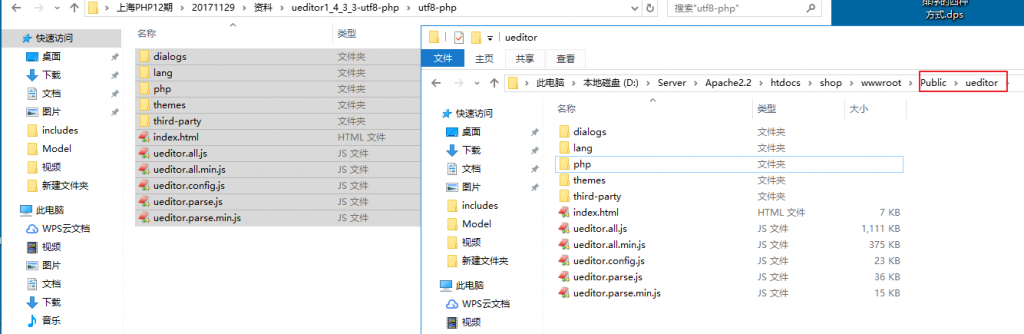 上海PHP12期 20171129 资料 ueditor1_4_3_3-utf8-php utf8-php
搜索"utf8-php"
排序的四种
方式.dps
快速访问
桌面
下载
文档
图片
includes
Model
视频
新建文件夹
此电脑
WPS云文档
视频
图片
文档
下载
音乐
名称 类型
dialogs 文件夹
lang 文件夹
php 文件夹
themes 文件夹
third-party 文件夹
index.html HTML 文件
ueditor.all.js JS 文件
ueditor.all.min.js JS 文件
ueditor.config.js JS 文件
ueditor.parse.js JS 文件
ueditor.parse.min.js JS 文件
ueditor
文件 主页 共享 查看
此电脑 本地磁盘 (D:) Server Apache2.2 htdocs shop wwwroot Public ueditor
快速访问
桌面
下载
文档
图片
includes
Model
视频
新建文件夹
此电脑
WPS云文档
视频
名称 类型 大小
dialogs 文件夹
lang 文件夹
php 文件夹
themes 文件夹
third-party 文件夹
index.html HTML 文件 7 KB
ueditor.all.js JS 文件 1,111 KB
ueditor.all.min.js JS 文件 375 KB
ueditor.config.js JS 文件 23 KB
ueditor.parse.js JS 文件 36 KB
ueditor.parse.min.js JS 文件 15 KB